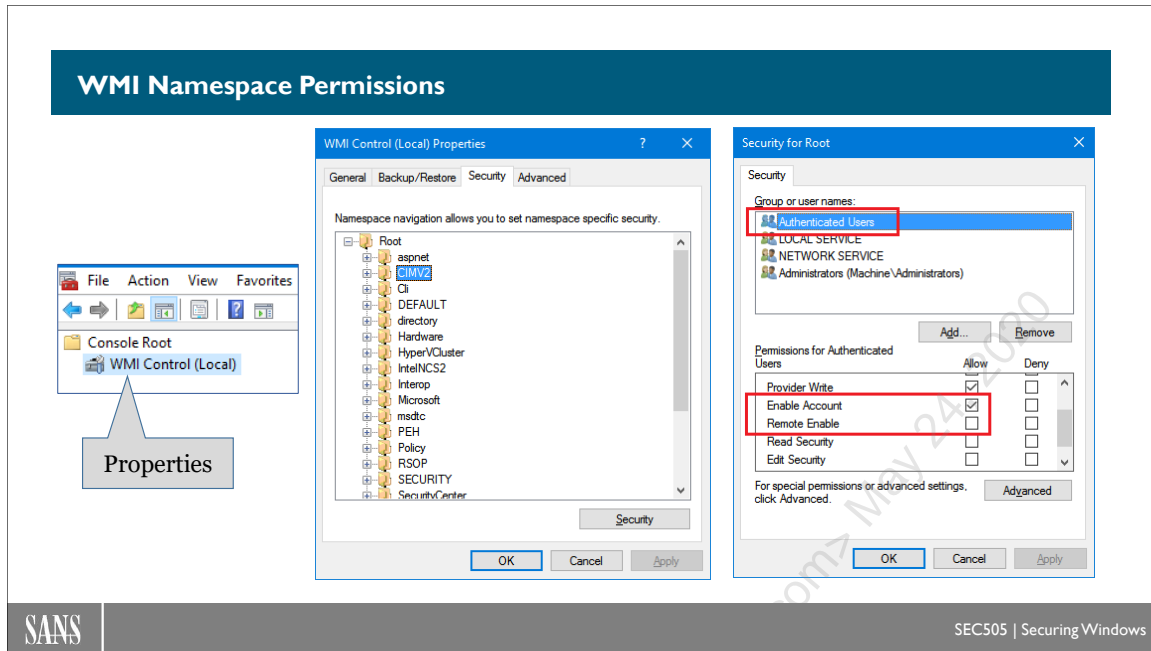 WMI Namespace Permissions
File Action View Favorites
Console Root
WMI Control (Local)
Properties
WMI Control (Local) Properties
General Backup/Restore Security Advanced
Namespace navigation allows you to set namespace specific security.
Root
aspnet
CIMV2
Cli
DEFAULT
directory
Hardware
HyperVCluster
IntelNCS2
Interop
Microsoft
msdtc
PEH
Policy
RSOP
SECURITY
SecurityCenter
Security
OK Cancel Apply
Security for Root
Security
Group or user names:
Authenticated Users
LOCAL SERVICE
NETWORK SERVICE
Administrators (Machine\Administrators)
Add... Remove
Permissions for Authenticated
Users Allow Deny
Provider Write
Enable Account
Remote Enable
Read Security
Edit Security
For special permissions or advanced settings,
click Advanced.
Advanced
OK Cancel Apply
com> May 24, 2020
SANS
SEC505 | Securing Windows